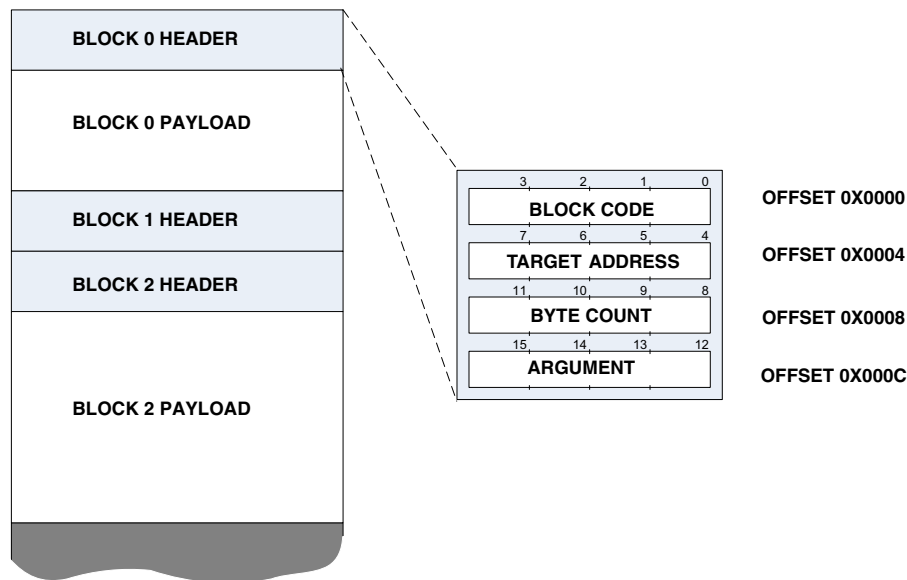 BLOCK 0 HEADER
BLOCK 0 PAYLOAD
BLOCK 1 HEADER
BLOCK 2 HEADER
BLOCK 2 PAYLOAD
3 2 1 0
BLOCK CODE
OFFSET 0X0000
7 6 5 4
TARGET ADDRESS
OFFSET 0X0004
11 10 9 8
BYTE COUNT
OFFSET 0X0008
15 14 13 12
ARGUMENT
OFFSET 0X000C